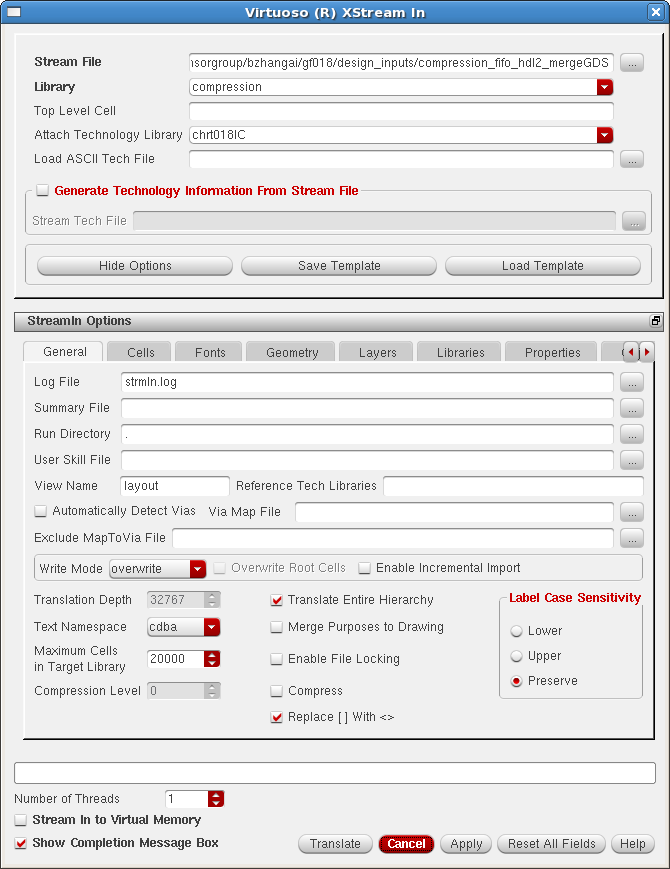 Virtuoso (R) XStream In
Stream File sorgroup/bzhangai/gf018/design_inputs/compression_fifo_hdl2_mergeGDS ...
Library compression
Top Level Cell
Attach Technology Library chrt018IC
Load ASCII Tech File ...
Generate Technology Information From Stream File
Stream Tech File ...
Hide Options Save Template Load Template
StreamIn Options
General Cells Fonts Geometry Layers Libraries Properties
Log File strmIn.log ...
Summary File ...
Run Directory . ...
User Skill File ...
View Name layout Reference Tech Libraries
Automatically Detect Vias Via Map File ...
Exclude MapToVia File ...
Write Mode overwrite Overwrite Root Cells Enable Incremental Import
Translation Depth 32767 Translate Entire Hierarchy Label Case Sensitivity
Text Namespace cdba Merge Purposes to Drawing Lower
Maximum Cells
in Target Library 20000 Enable File Locking Upper
Compression Level 0 Compress Preserve
Replace [ ] With <>
Number of Threads 1
Stream In to Virtual Memory
Show Completion Message Box Translate Cancel Apply Reset All Fields Help